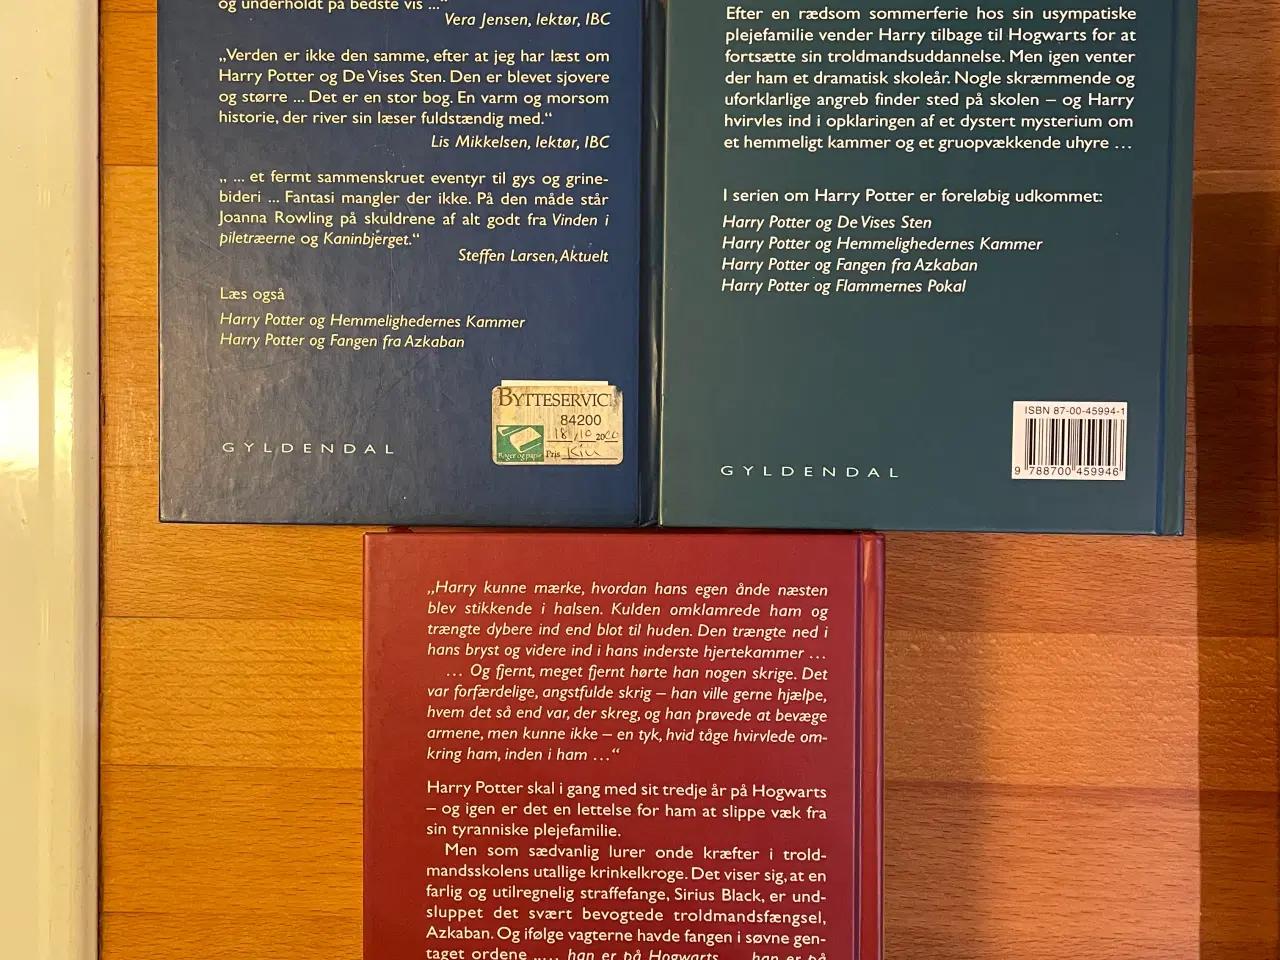 og underholdt på bedste vis ...“
Vera Jensen, lektør, IBC
„Verden er ikke den samme, efter at jeg har læst om
Harry Potter og De Vises Sten. Den er blevet sjovere
og større ... Det er en stor bog. En varm og morsom
historie, der river sin læser fuldstændig med.“
Lis Mikkelsen, lektør, IBC
„ ... et fermt sammenskruet eventyr til gys og grine-
bideri ... Fantasi mangler der ikke. På den måde står
Joanna Rowling på skuldrene af alt godt fra Vinden i
piletræerne og Kaninbjerget.“
Steffen Larsen, Aktuelt
Læs også
Harry Potter og Hemmelighedernes Kammer
Harry Potter og Fangen fra Azkaban
GYLDENDAL
BYTTESERVICE
84200
18/10 2000
Bøger og papir
Pris
Efter en rædsom sommerferie hos sin usympatiske
plejefamilie vender Harry tilbage til Hogwarts for at
fortsætte sin troldmandsuddannelse. Men igen venter
der ham et dramatisk skoleår. Nogle skræmmende og
uforklarlige angreb finder sted på skolen – og Harry
hvirvles ind i opklaringen af et dystert mysterium om
et hemmeligt kammer og et gruopvækkende uhyre ...
I serien om Harry Potter er foreløbig udkommet:
Harry Potter og De Vises Sten
Harry Potter og Hemmelighedernes Kammer
Harry Potter og Fangen fra Azkaban
Harry Potter og Flammernes Pokal
GYLDENDAL
ISBN 87-00-45994-1
9 788700 459946
„Harry kunne mærke, hvordan hans egen ånde næsten
blev stikkende i halsen. Kulden omklamrede ham og
trængte dybere ind end blot til huden. Den trængte ned i
hans bryst og videre ind i hans inderste hjertekammer ...
... Og fjernt, meget fjernt hørte han nogen skrige. Det
var forfærdelige, angstfulde skrig – han ville gerne hjælpe,
hvem det så end var, der skreg, og han prøvede at bevæge
armene, men kunne ikke – en tyk, hvid tåge hvirvlede om-
kring ham, inden i ham ...“
Harry Potter skal i gang med sit tredje år på Hogwarts
– og igen er det en lettelse for ham at slippe væk fra
sin tyranniske plejefamilie.
Men som sædvanlig lurer onde kræfter i trold-
mandsskolens utallige krinkelkroge. Det viser sig, at en
farlig og utilregnelig straffefange, Sirius Black, er und-
sluppet det svært bevogtede troldmandsfængsel,
Azkaban. Og ifølge vagterne havde fangen i søvne gen-
taget ordene „... han er på Hogwarts ... han er på